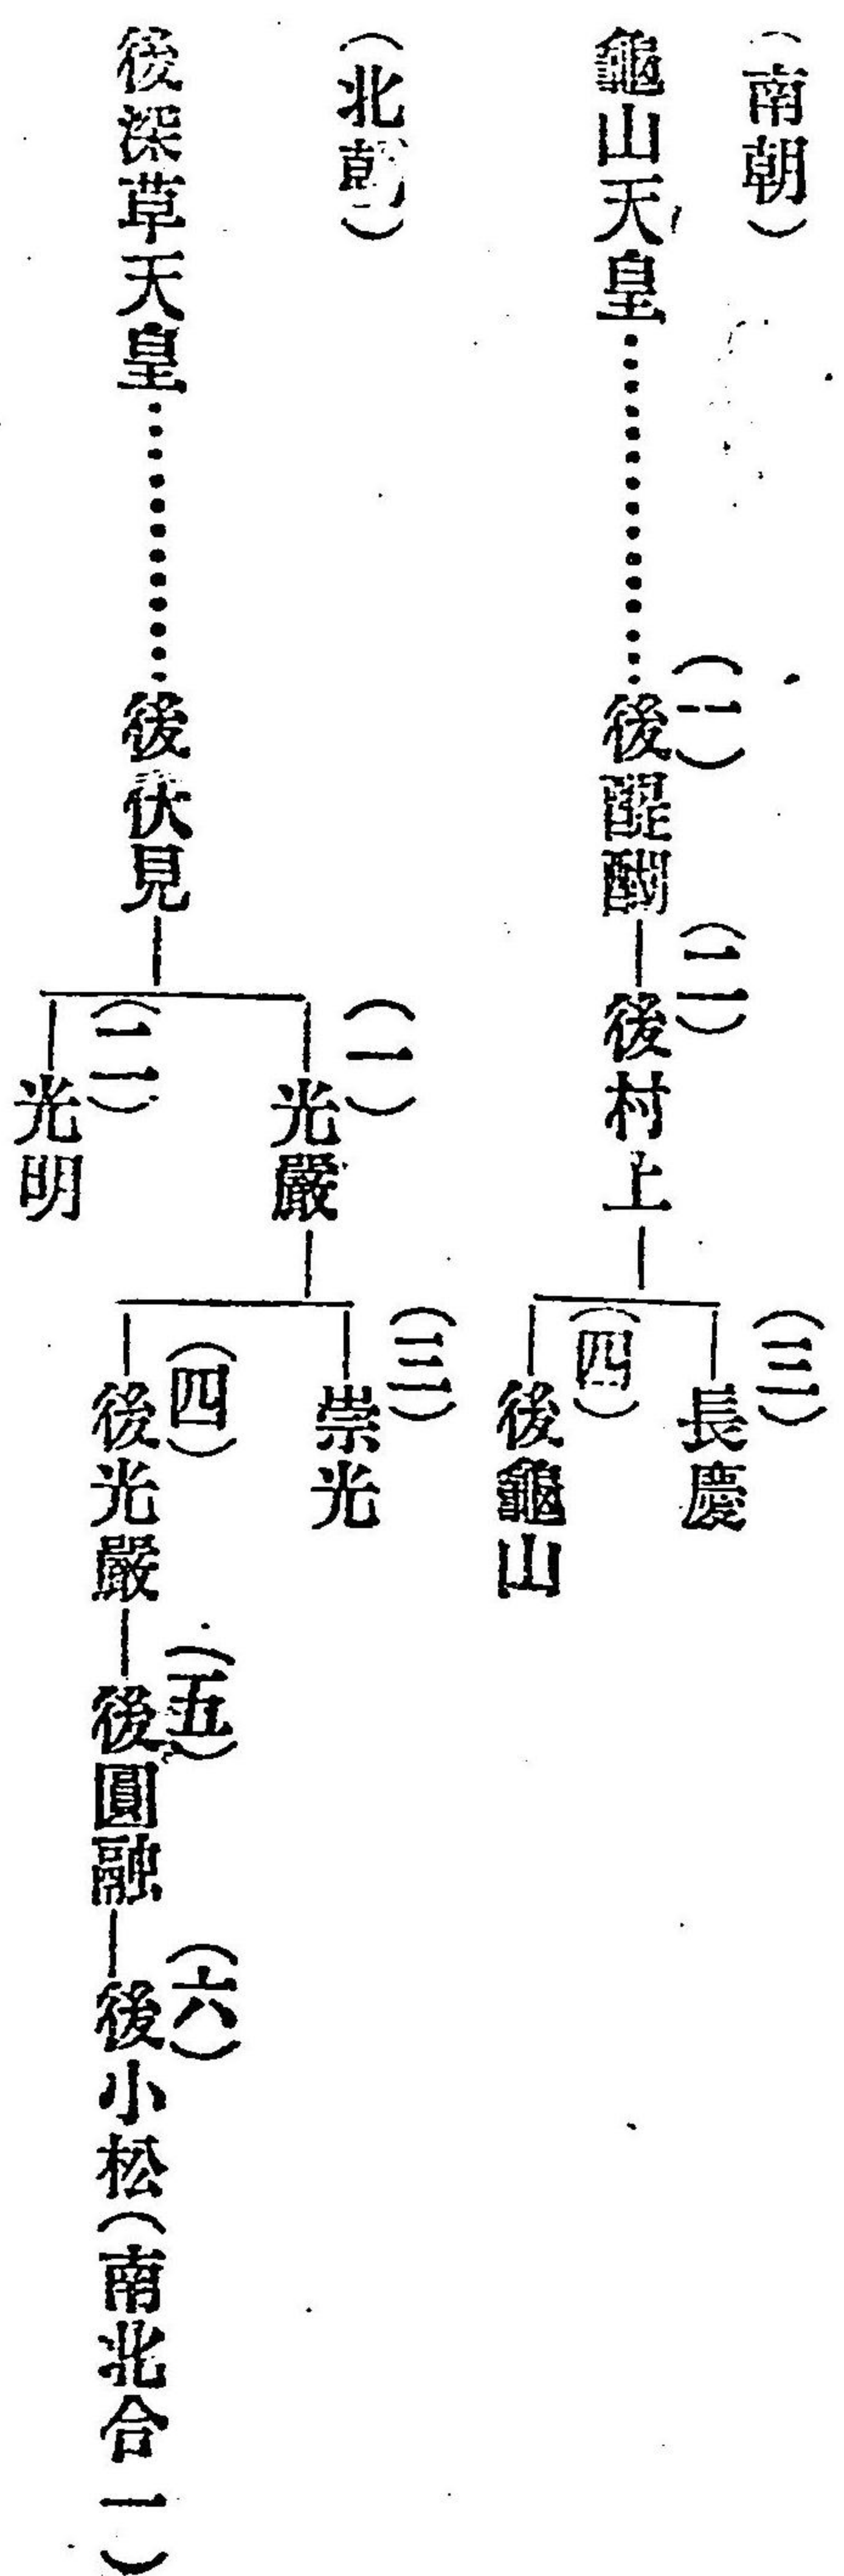 (南朝)
龜山天皇…………(一)後醍醐―(二)後村上
(三)長慶
(四)後龜山
(北朝)
後深草天皇…………後伏見
(一)光嚴
(二)光明
(三)崇光
(四)後光嚴―(五)後圓融―(六)後小松(南北合一)